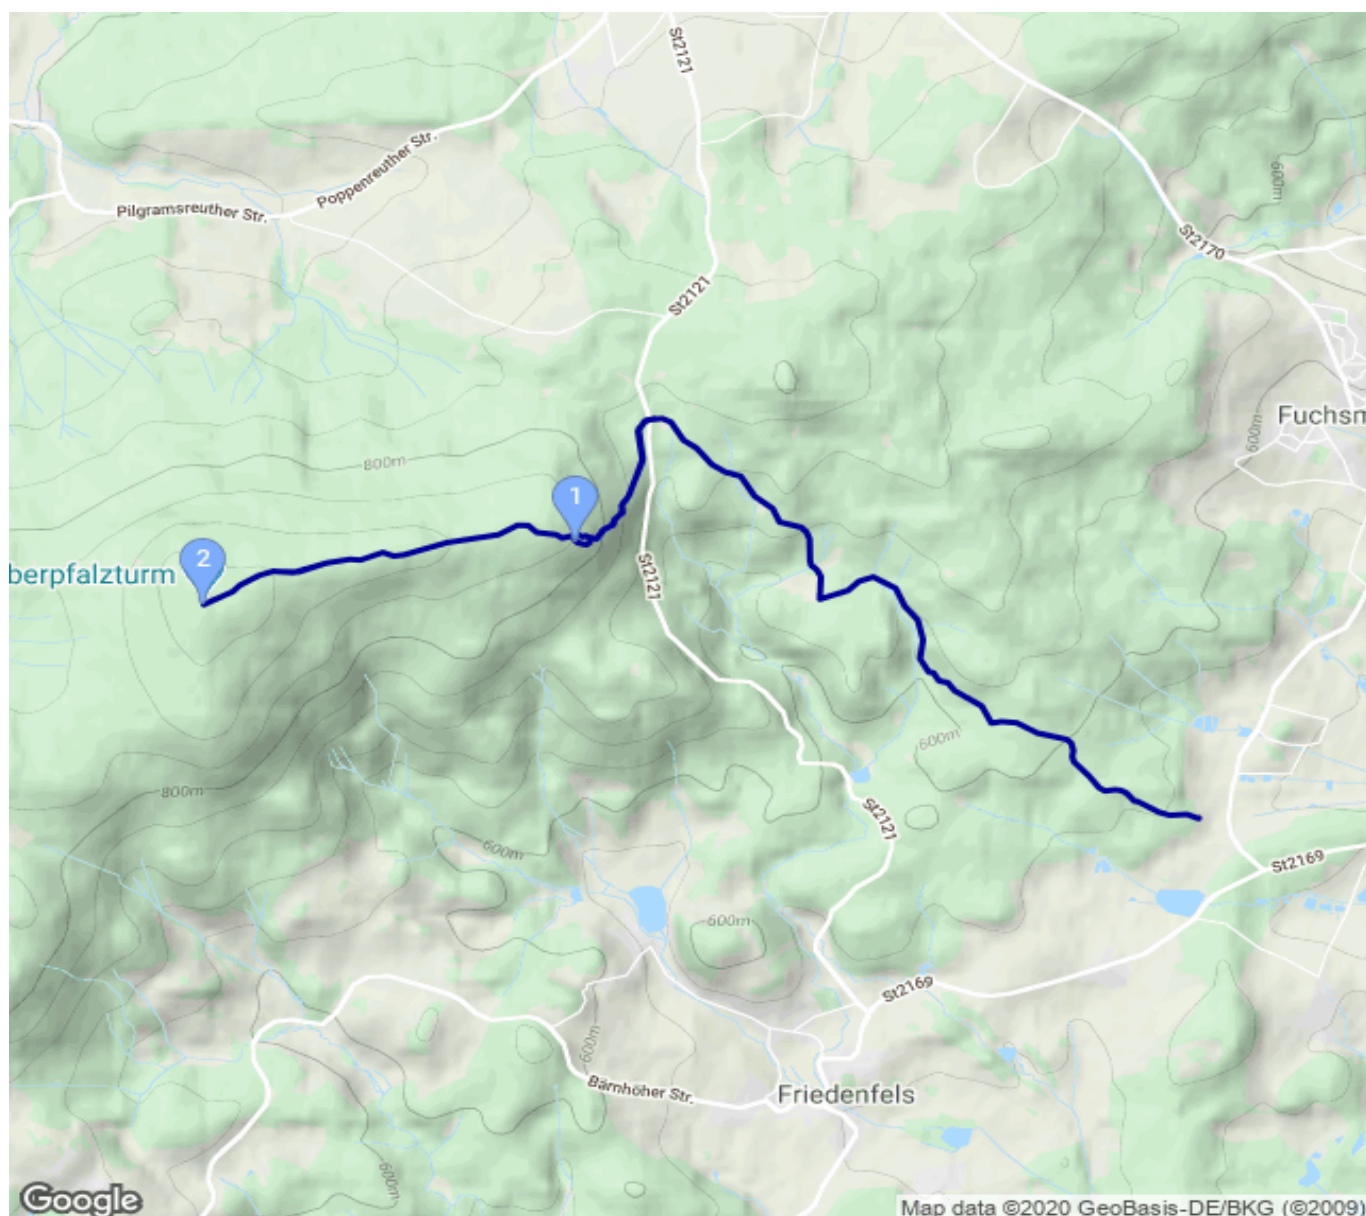 St2121
Poppenreuther Str.
600m
Pilgramsreuther Str.
St2170
St2121
Fuchsm
600m
800m
1
2
berpfalzturm
St2121
600m
800m
St2121
600m
St2169
600m
St2169
600m
Bärnhöher Str.
Friedenfels
600m
Google
Map data ©2020 GeoBasis-DE/BKG (©2009)